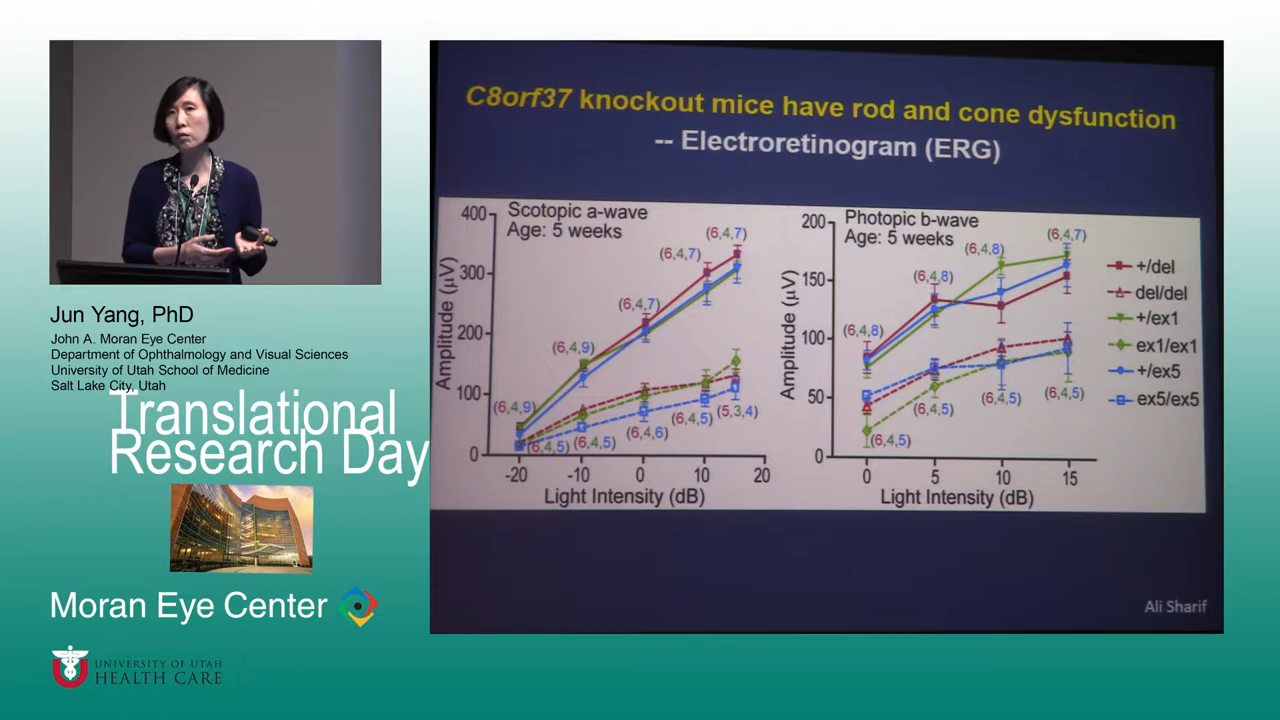 C8orf37 knockout mice have rod and cone dysfunction
-- Electroretinogram (ERG)
Scotopic a-wave
Age: 5 weeks
Amplitude (µV)
400
300
200
100
0
-20
-10
0
10
20
Light Intensity (dB)
(6,4,9)
(6,4,9)
(6,4,7)
(6,4,7)
(6,4,7)
(6,4,5)
(6,4,5)
(6,4,6)
(6,4,5)
(5,3,4)
Photopic b-wave
Age: 5 weeks
Amplitude (µV)
200
150
100
50
0
0
5
10
15
Light Intensity (dB)
(6,4,8)
(6,4,8)
(6,4,8)
(6,4,7)
(6,4,5)
(6,4,5)
(6,4,5)
(6,4,5)
+/del
del/del
+/ex1
ex1/ex1
+/ex5
ex5/ex5
Ali Sharif
Jun Yang, PhD
John A. Moran Eye Center
Department of Ophthalmology and Visual Sciences
University of Utah School of Medicine
Salt Lake City, Utah
Translational
Research Day
Moran Eye Center
U
UNIVERSITY OF UTAH
HEALTH CARE